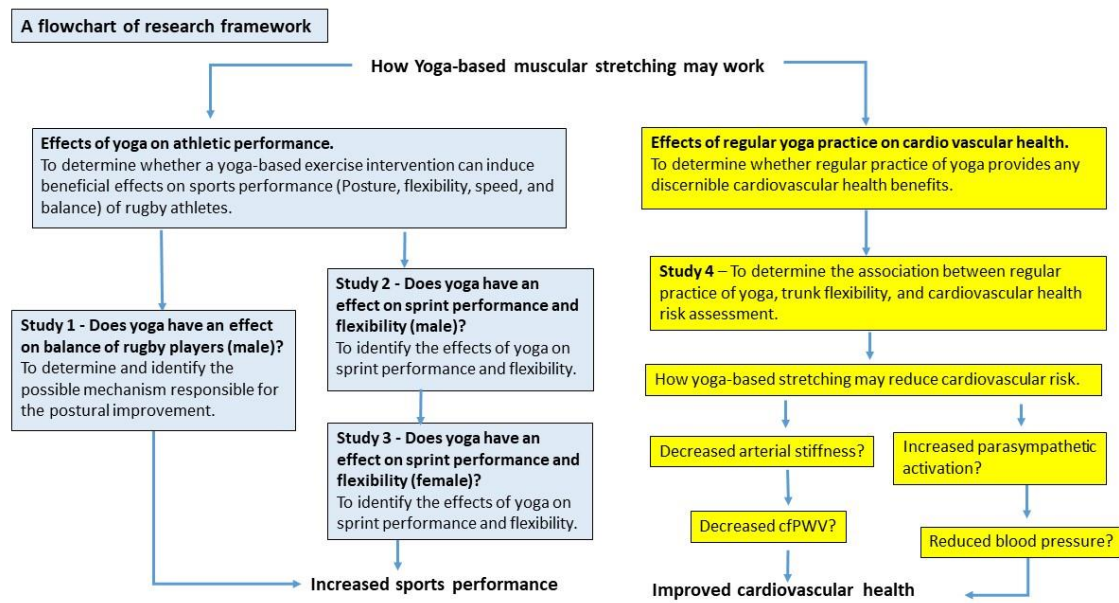 A flowchart of research framework
How Yoga-based muscular stretching may work
Effects of yoga on athletic performance.
To determine whether a yoga-based exercise intervention can induce
beneficial effects on sports performance (Posture, flexibility, speed, and
balance) of rugby athletes.
Study 1 - Does yoga have an effect
on balance of rugby players (male)?
To determine and identify the
possible mechanism responsible for
the postural improvement.
Study 2 - Does yoga have an
effect on sprint performance and
flexibility (male)?
To identify the effects of yoga on
sprint performance and flexibility.
Study 3 - Does yoga have an
effect on sprint performance and
flexibility (female)?
To identify the effects of yoga on
sprint performance and flexibility.
Increased sports performance
Effects of regular yoga practice on cardio vascular health.
To determine whether regular practice of yoga provides any
discernible cardiovascular health benefits.
Study 4 – To determine the association between regular
practice of yoga, trunk flexibility, and cardiovascular health
risk assessment.
How yoga-based stretching may reduce cardiovascular risk.
Decreased arterial stiffness?
Decreased cfPWV?
Increased parasympathetic
activation?
Reduced blood pressure?
Improved cardiovascular health